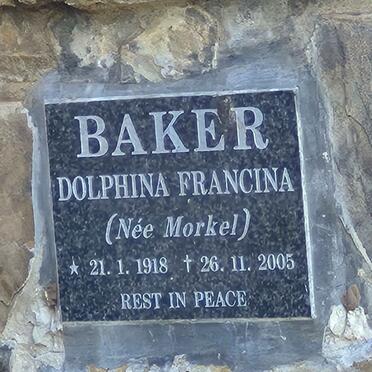 BAKER
DOLPHINA FRANCINA
(Née Morkel)
★ 21. 1. 1918 † 26. 11. 2005
REST IN PEACE